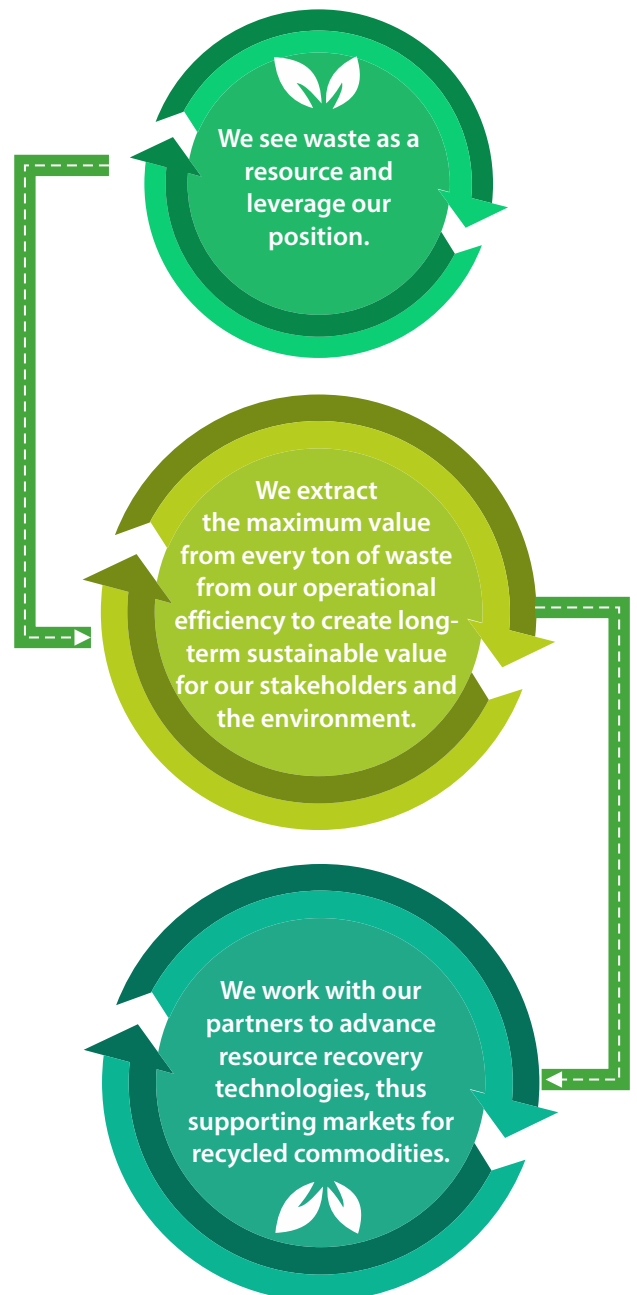 We see waste as a
resource and
leverage our
position.
We extract
the maximum value
from every ton of waste
from our operational
efficiency to create long-
term sustainable value
for our stakeholders and
the environment.
We work with our
partners to advance
resource recovery
technologies, thus
supporting markets for
recycled commodities.